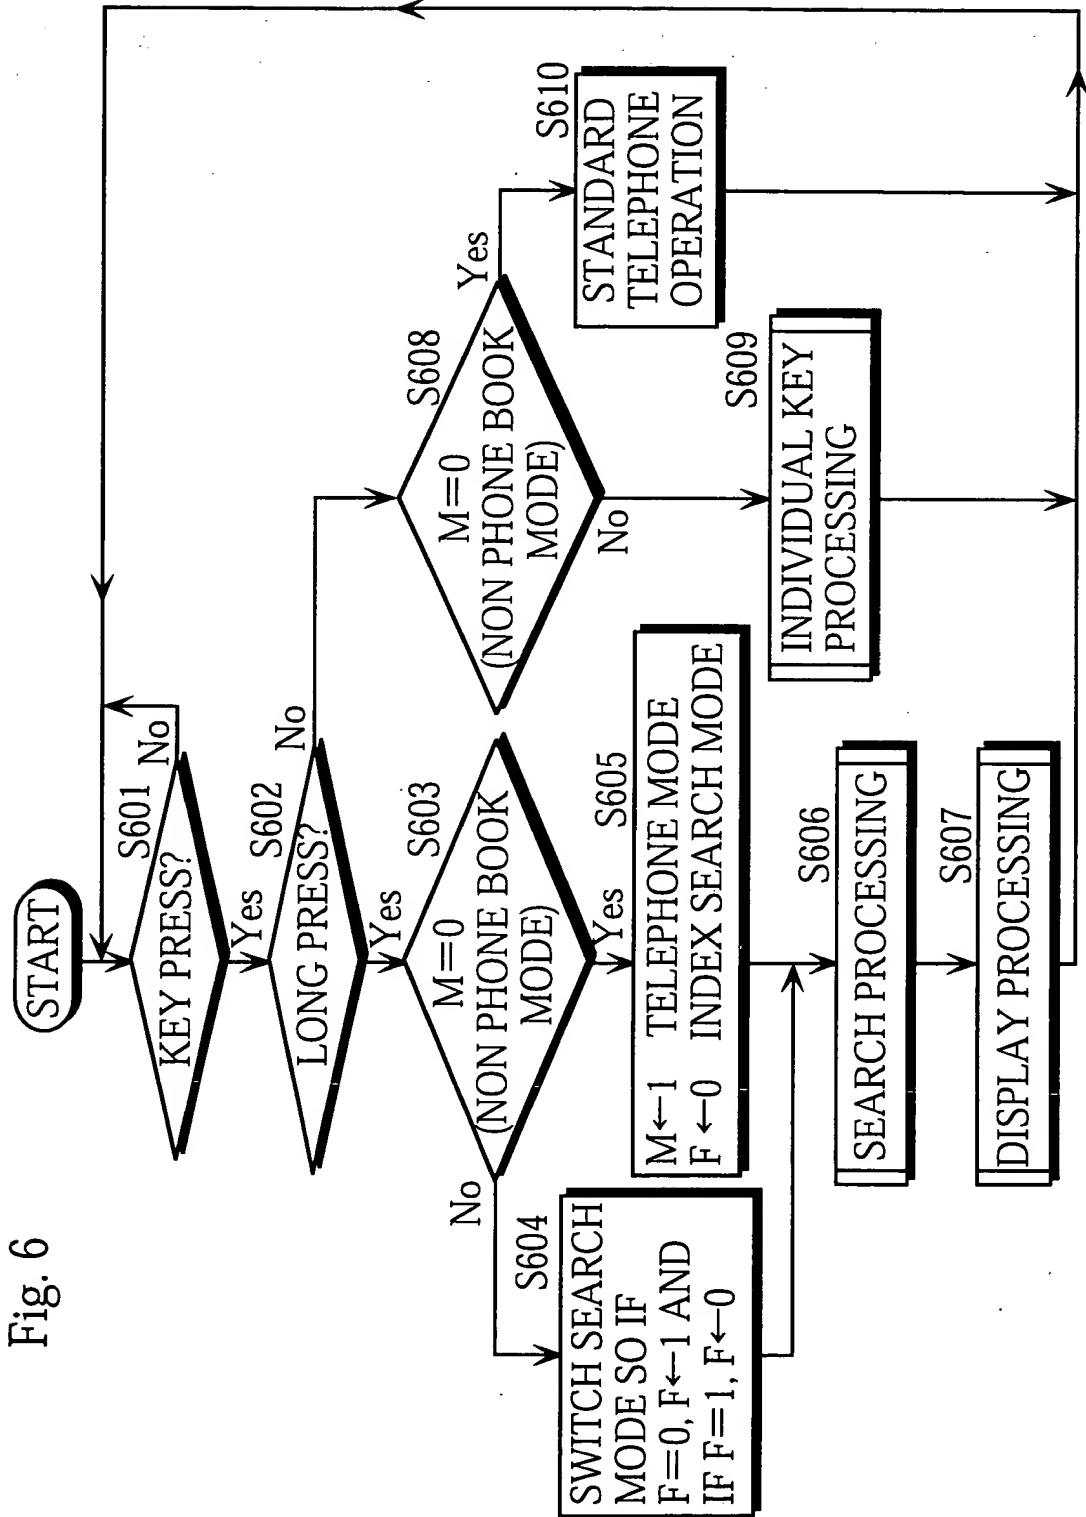 Fig. 6
START
S601
KEY PRESS?
No
Yes
S602
LONG PRESS?
No
Yes
S603
M==0
(NON PHONE BOOK
MODE)
No
Yes
S604
SWITCH SEARCH
MODE SO IF
F=0, F←1 AND
IF F=1, F←0
S605
M←1 TELEPHONE MODE
F←0 INDEX SEARCH MODE
S606
SEARCH PROCESSING
S607
DISPLAY PROCESSING
S608
M==0
(NON PHONE BOOK
MODE)
Yes
No
S609
INDIVIDUAL KEY
PROCESSING
S610
STANDARD
TELEPHONE
OPERATION